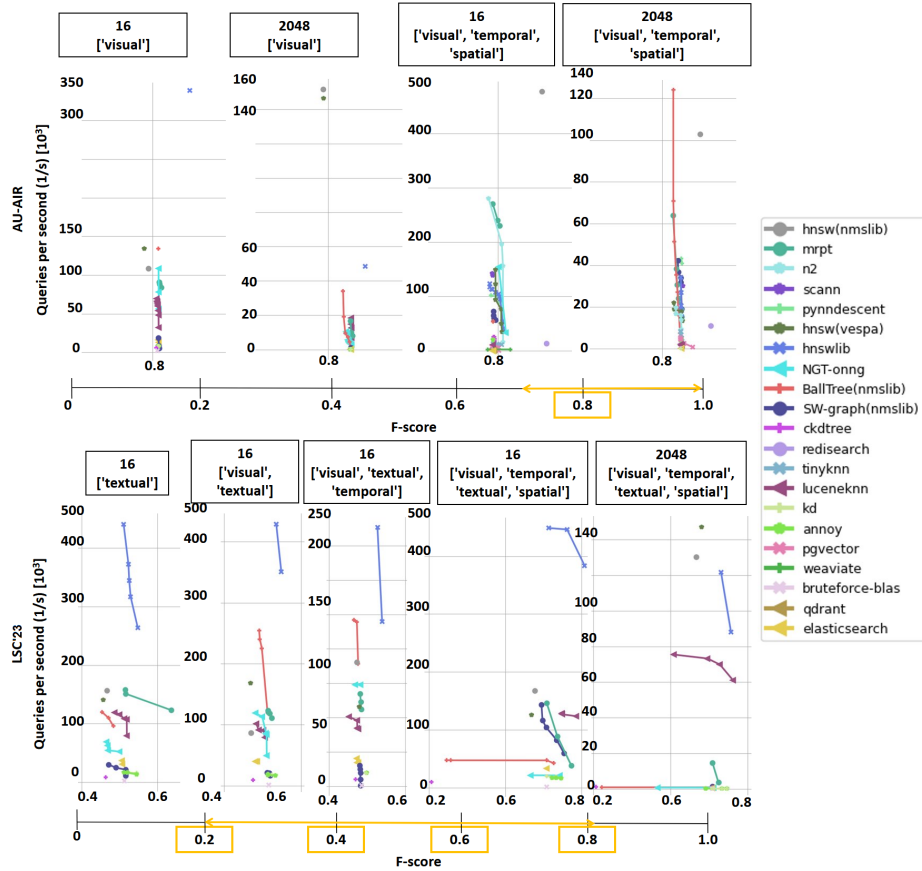 16
['visual']
2048
['visual']
16
['visual', 'temporal',
'spatial']
2048
['visual', 'temporal',
'spatial']
AU-AIR
Queries per second (1/s) [10³]
350
300
150
100
50
0
0.8
160
140
60
40
20
0
0.8
500
400
300
200
100
0
0.8
140
120
100
80
60
40
20
0
0.8
0
0.2
0.4
0.6
0.8
1.0
F-score
hnsw(nmslib)
mrpt
n2
scann
pynndescent
hnsw(vespa)
hnswlib
NGT-onng
BallTree(nmslib)
SW-graph(nmslib)
ckdtree
redisearch
tinyknn
luceneknn
kd
annoy
pgvector
weaviate
bruteforce-blas
qdrant
elasticsearch
16
['textual']
16
['visual',
'textual']
16
['visual', 'textual',
'temporal']
16
['visual', 'temporal',
'textual', 'spatial']
2048
['visual', 'temporal',
'textual', 'spatial']
LSC'23
Queries per second (1/s) [10³]
500
400
300
200
100
0
0.4
0.6
500
400
300
200
100
0
0.4
0.6
250
200
150
100
50
0
0.4
0.6
500
400
300
200
100
0
0.2
0.6
0.8
140
100
80
60
40
20
0
0.2
0.6
0.8
0
0.2
0.4
0.6
0.8
1.0
F-score